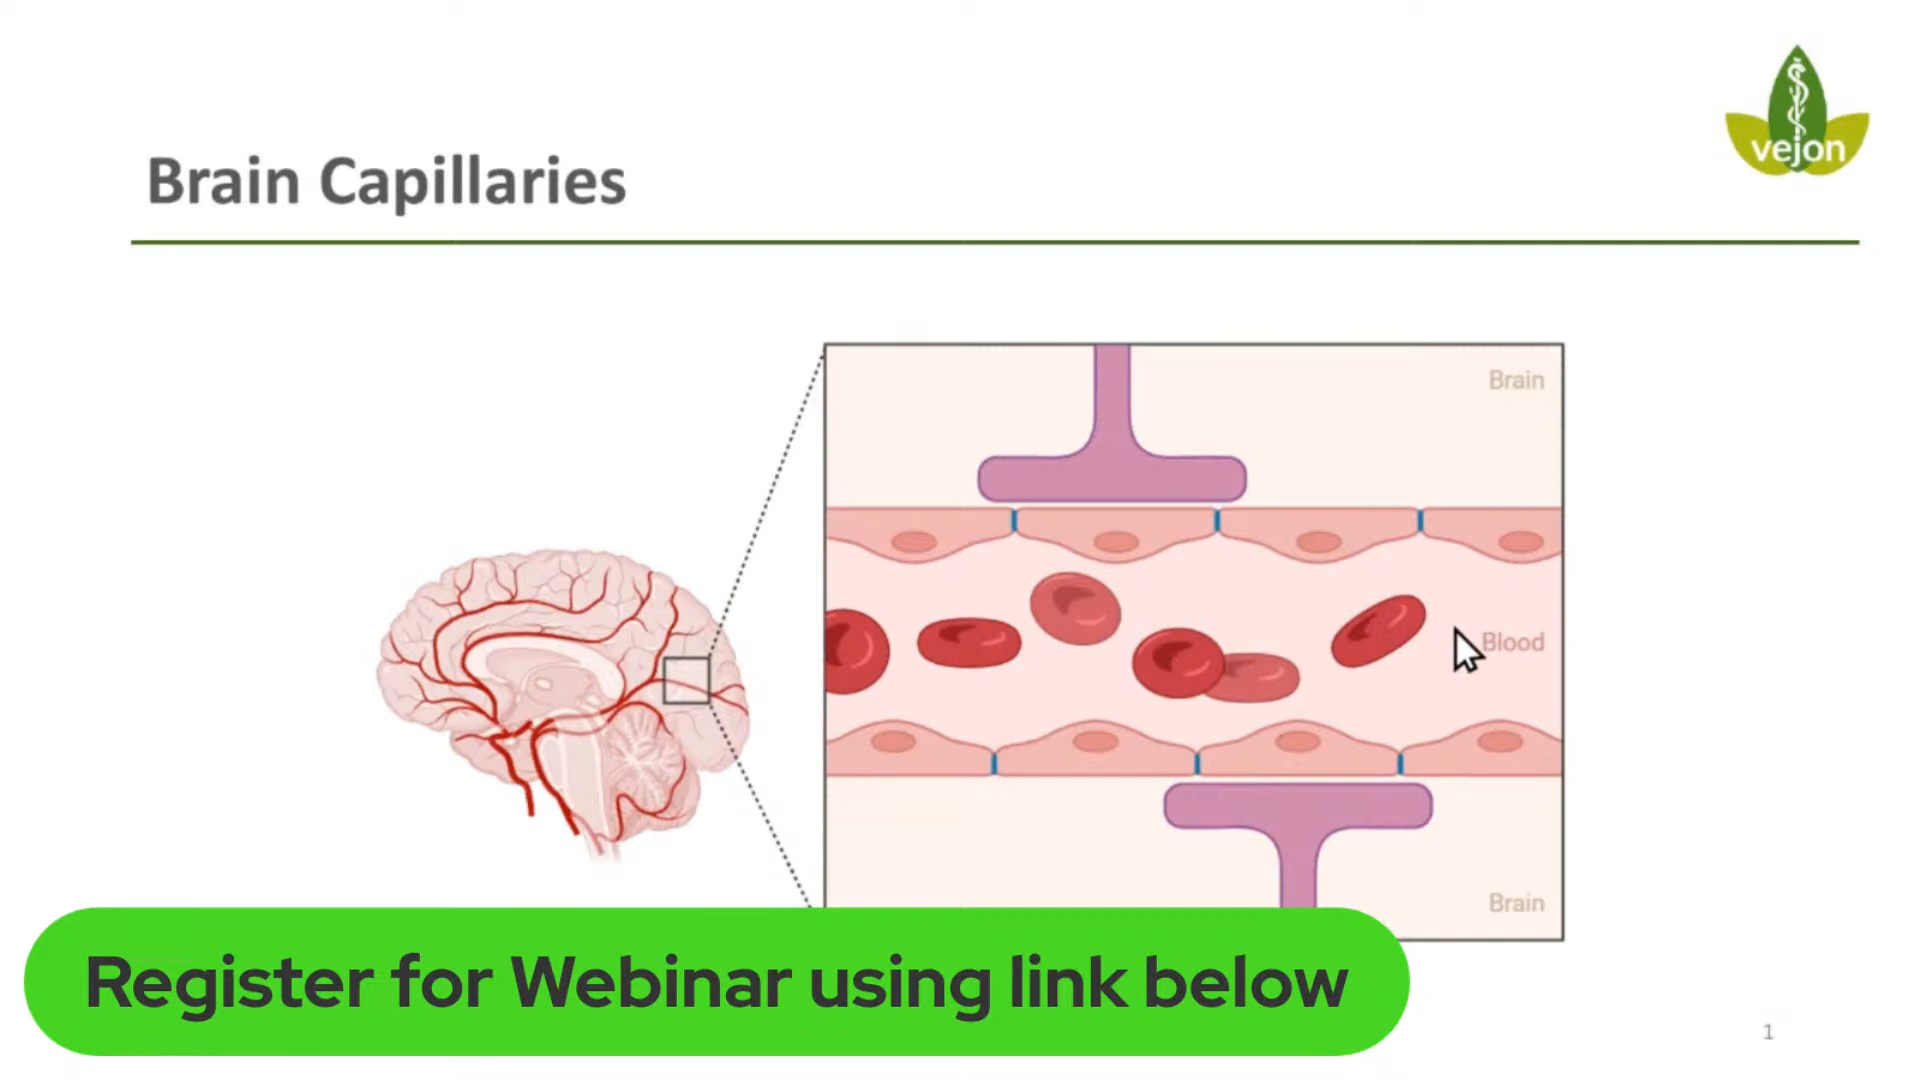 vejon
Brain Capillaries
Brain
Blood
Brain
Register for Webinar using link below
1